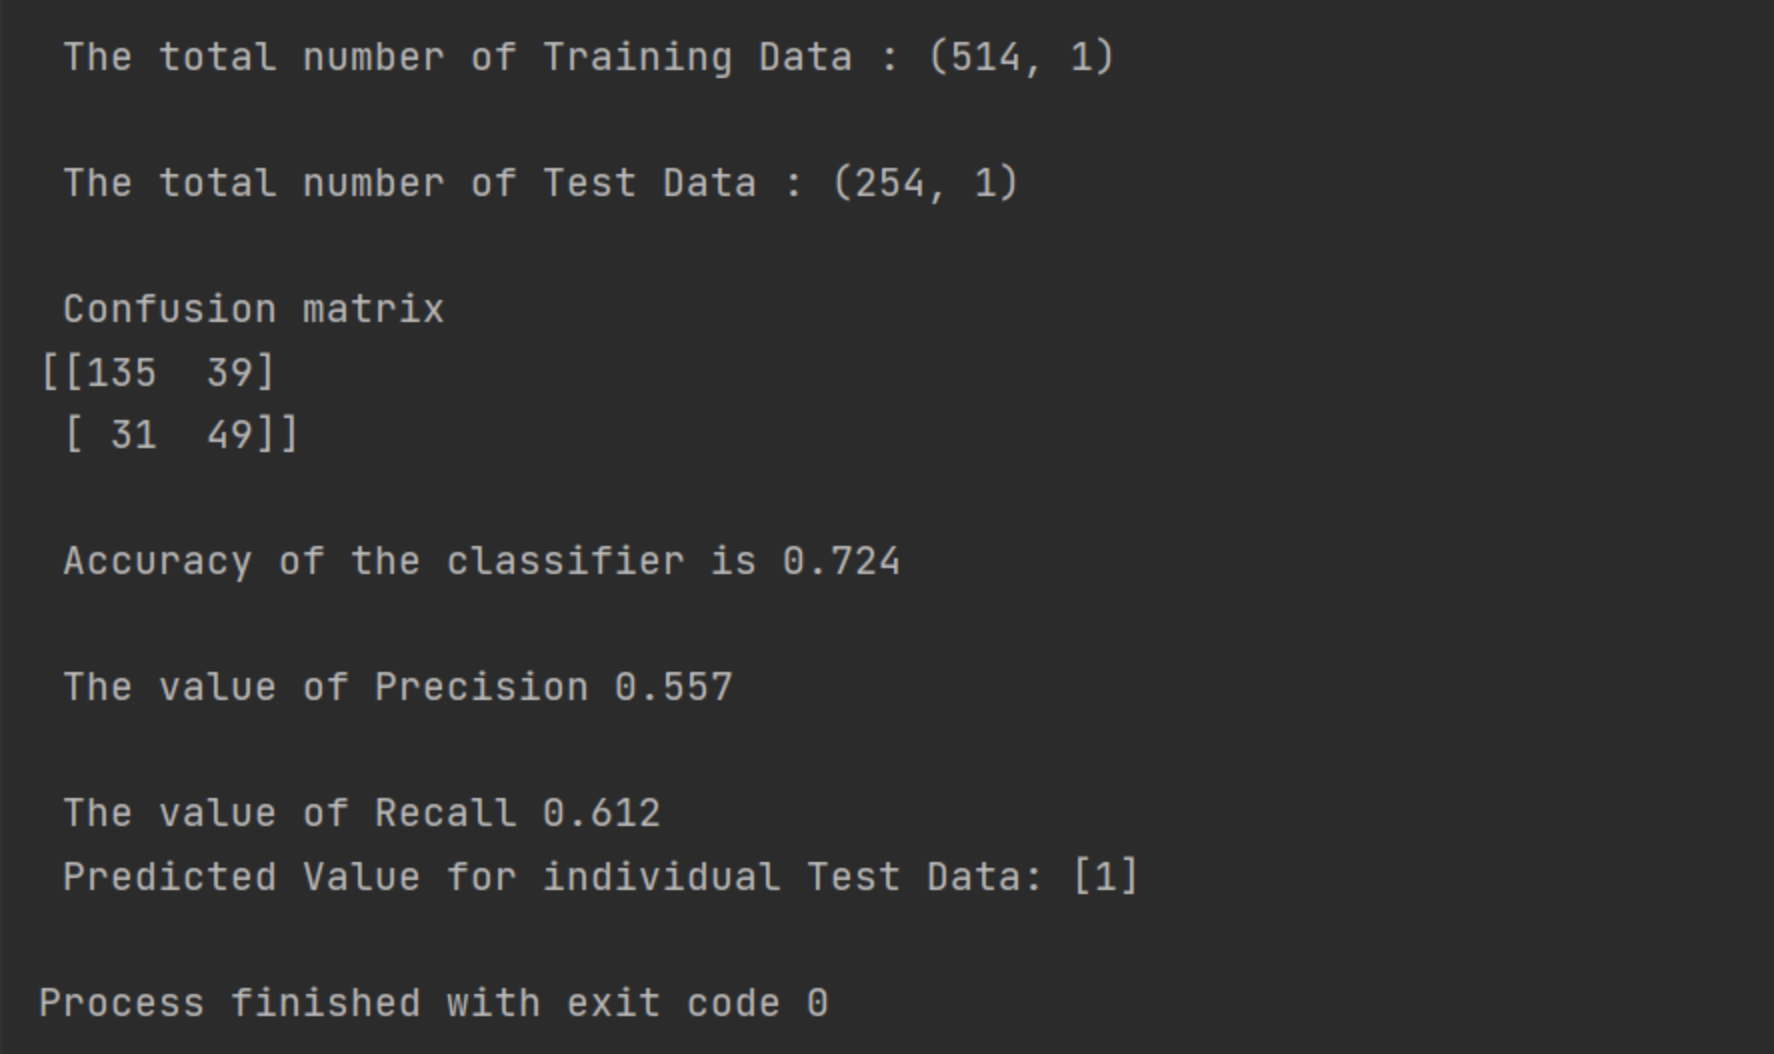 The total number of Training Data : (514, 1)
The total number of Test Data : (254, 1)
Confusion matrix
[[135  39]
 [ 31  49]]
Accuracy of the classifier is 0.724
The value of Precision 0.557
The value of Recall 0.612
Predicted Value for individual Test Data: [1]
Process finished with exit code 0